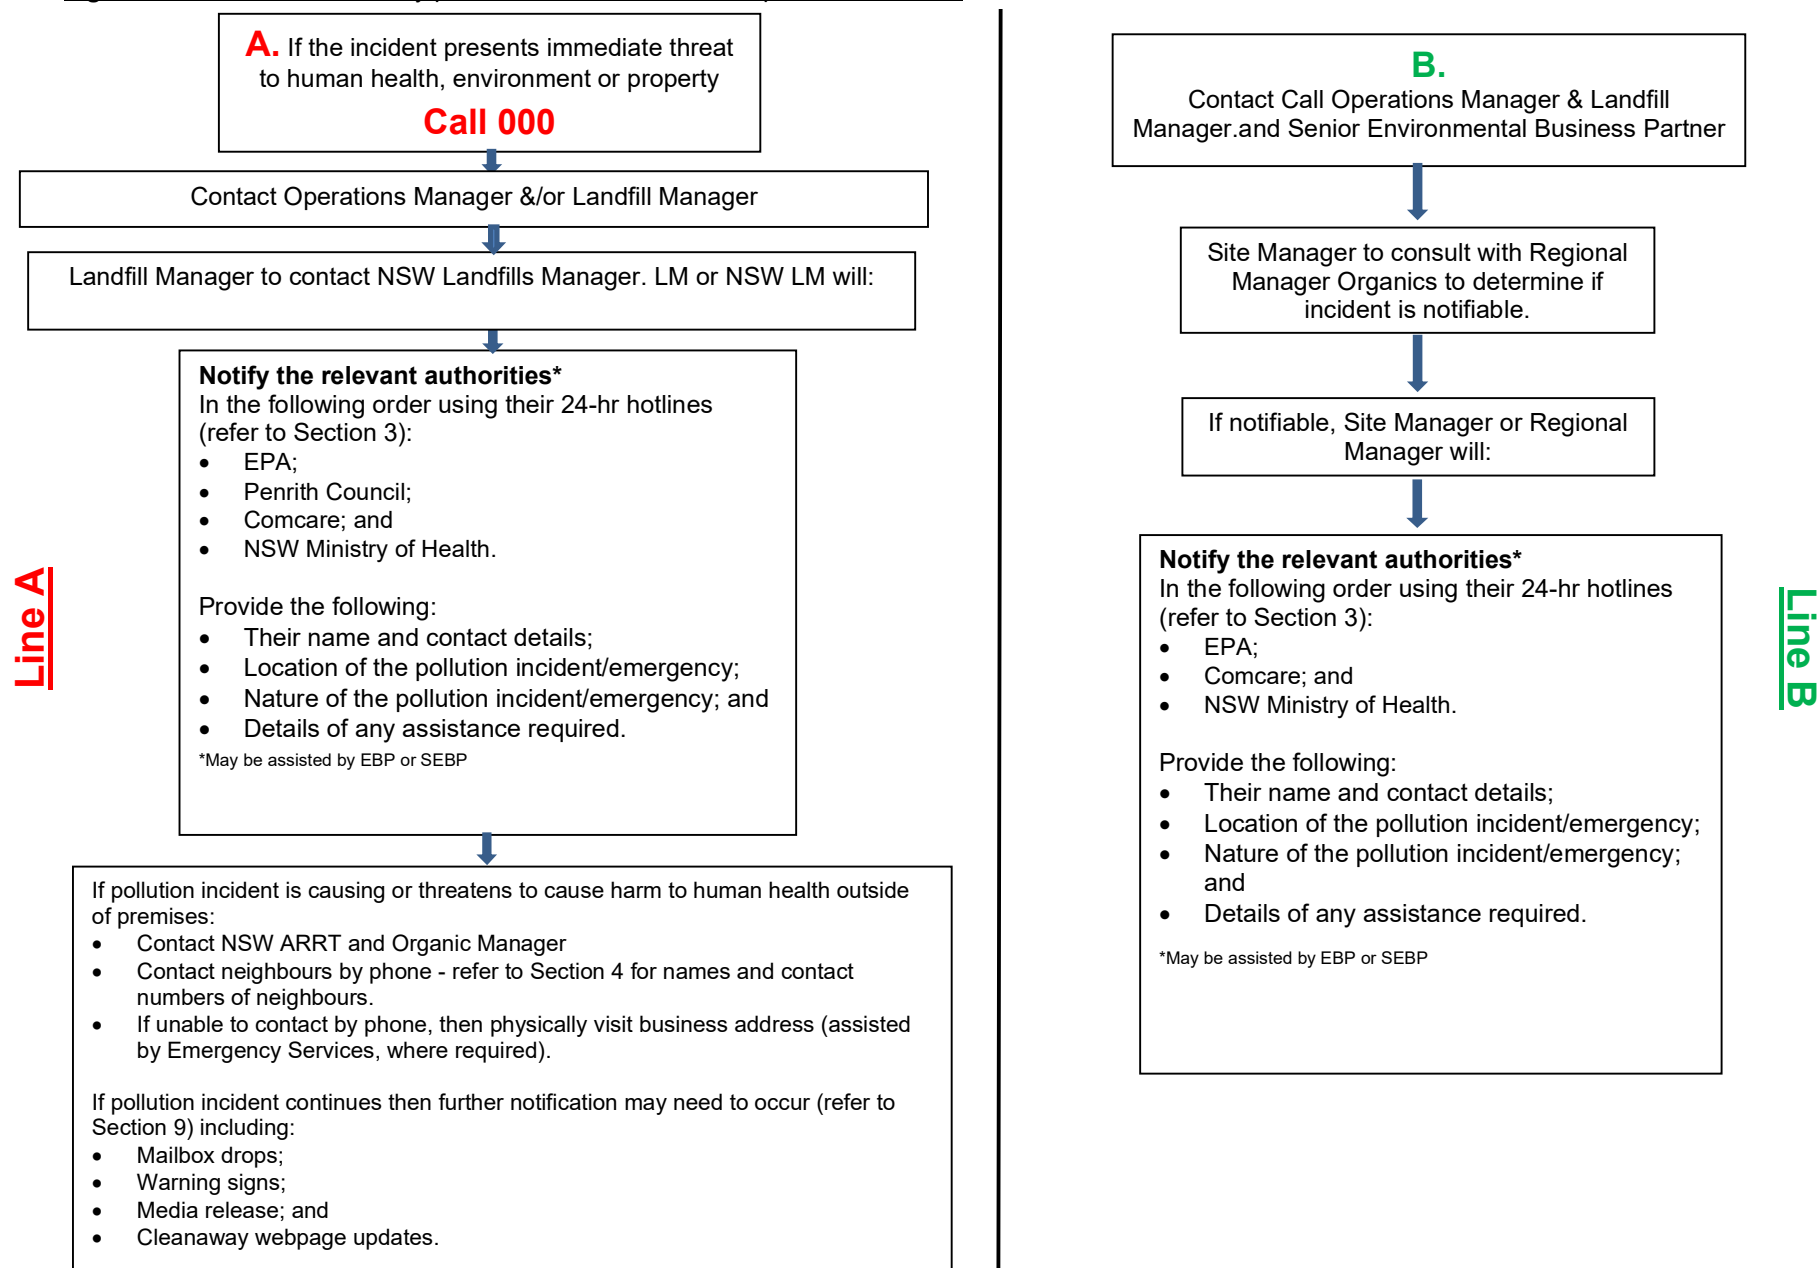 A. If the incident presents immediate threat
to human health, environment or property
Call 000
Contact Operations Manager &/or Landfill Manager
Landfill Manager to contact NSW Landfills Manager. LM or NSW LM will:
Notify the relevant authorities*
In the following order using their 24-hr hotlines
(refer to Section 3):
• EPA;
• Penrith Council;
• Comcare; and
• NSW Ministry of Health.
Provide the following:
• Their name and contact details;
• Location of the pollution incident/emergency;
• Nature of the pollution incident/emergency; and
• Details of any assistance required.
*May be assisted by EBP or SEBP
Line A
If pollution incident is causing or threatens to cause harm to human health outside
of premises:
• Contact NSW ARRT and Organic Manager
• Contact neighbours by phone - refer to Section 4 for names and contact
numbers of neighbours.
• If unable to contact by phone, then physically visit business address (assisted
by Emergency Services, where required).
If pollution incident continues then further notification may need to occur (refer to
Section 9) including:
• Mailbox drops;
• Warning signs;
• Media release; and
• Cleanaway webpage updates.
B.
Contact Call Operations Manager & Landfill
Manager.and Senior Environmental Business Partner
Site Manager to consult with Regional
Manager Organics to determine if
incident is notifiable.
If notifiable, Site Manager or Regional
Manager will:
Notify the relevant authorities*
In the following order using their 24-hr hotlines
(refer to Section 3):
• EPA;
• Comcare; and
• NSW Ministry of Health.
Provide the following:
• Their name and contact details;
• Location of the pollution incident/emergency;
• Nature of the pollution incident/emergency;
and
• Details of any assistance required.
*May be assisted by EBP or SEBP
Line B